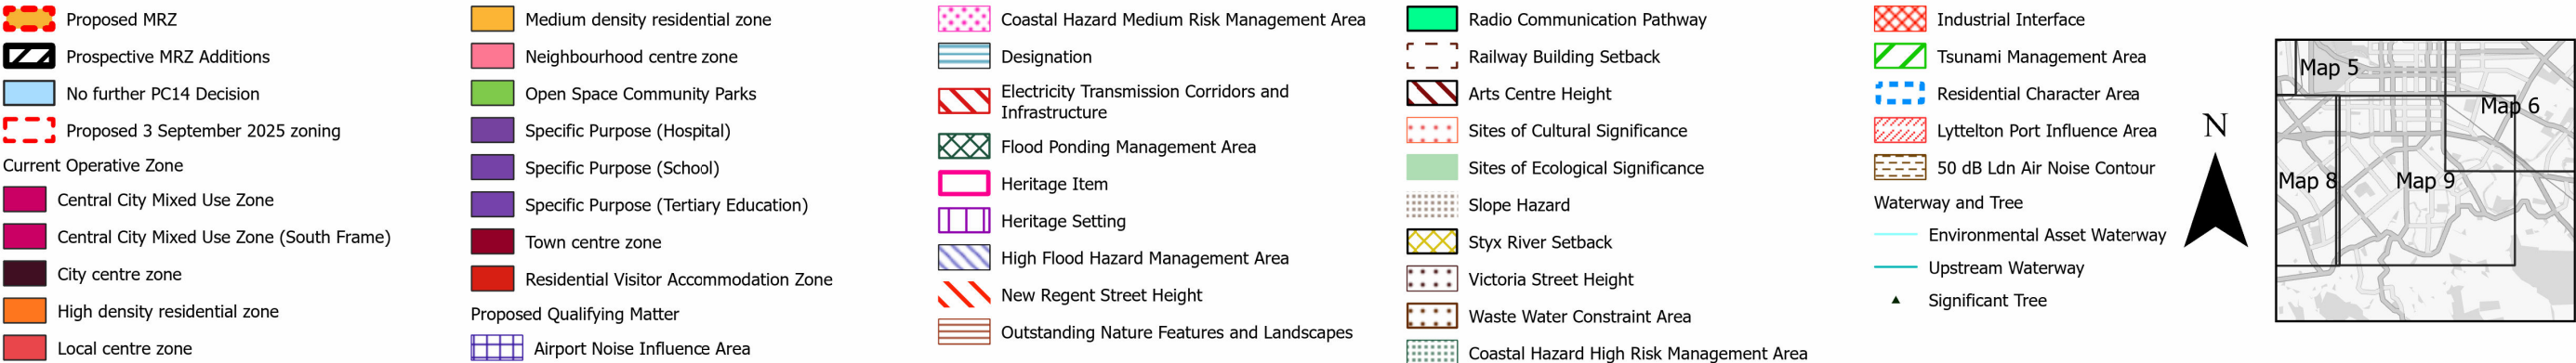 Proposed MRZ
Prospective MRZ Additions
No further PC14 Decision
Proposed 3 September 2025 zoning
Current Operative Zone
Central City Mixed Use Zone
Central City Mixed Use Zone (South Frame)
City centre zone
High density residential zone
Local centre zone
Medium density residential zone
Neighbourhood centre zone
Open Space Community Parks
Specific Purpose (Hospital)
Specific Purpose (School)
Specific Purpose (Tertiary Education)
Town centre zone
Residential Visitor Accommodation Zone
Proposed Qualifying Matter
Airport Noise Influence Area
Coastal Hazard Medium Risk Management Area
Designation
Electricity Transmission Corridors and
Infrastructure
Flood Ponding Management Area
Heritage Item
Heritage Setting
High Flood Hazard Management Area
New Regent Street Height
Outstanding Nature Features and Landscapes
Radio Communication Pathway
Railway Building Setback
Arts Centre Height
Sites of Cultural Significance
Sites of Ecological Significance
Slope Hazard
Styx River Setback
Victoria Street Height
Waste Water Constraint Area
Coastal Hazard High Risk Management Area
Industrial Interface
Tsunami Management Area
Residential Character Area
Lyttelton Port Influence Area
50 dB Ldn Air Noise Contour
Waterway and Tree
Environmental Asset Waterway
Upstream Waterway
Significant Tree
N
Map 5
Map 6
Map 8
Map 9